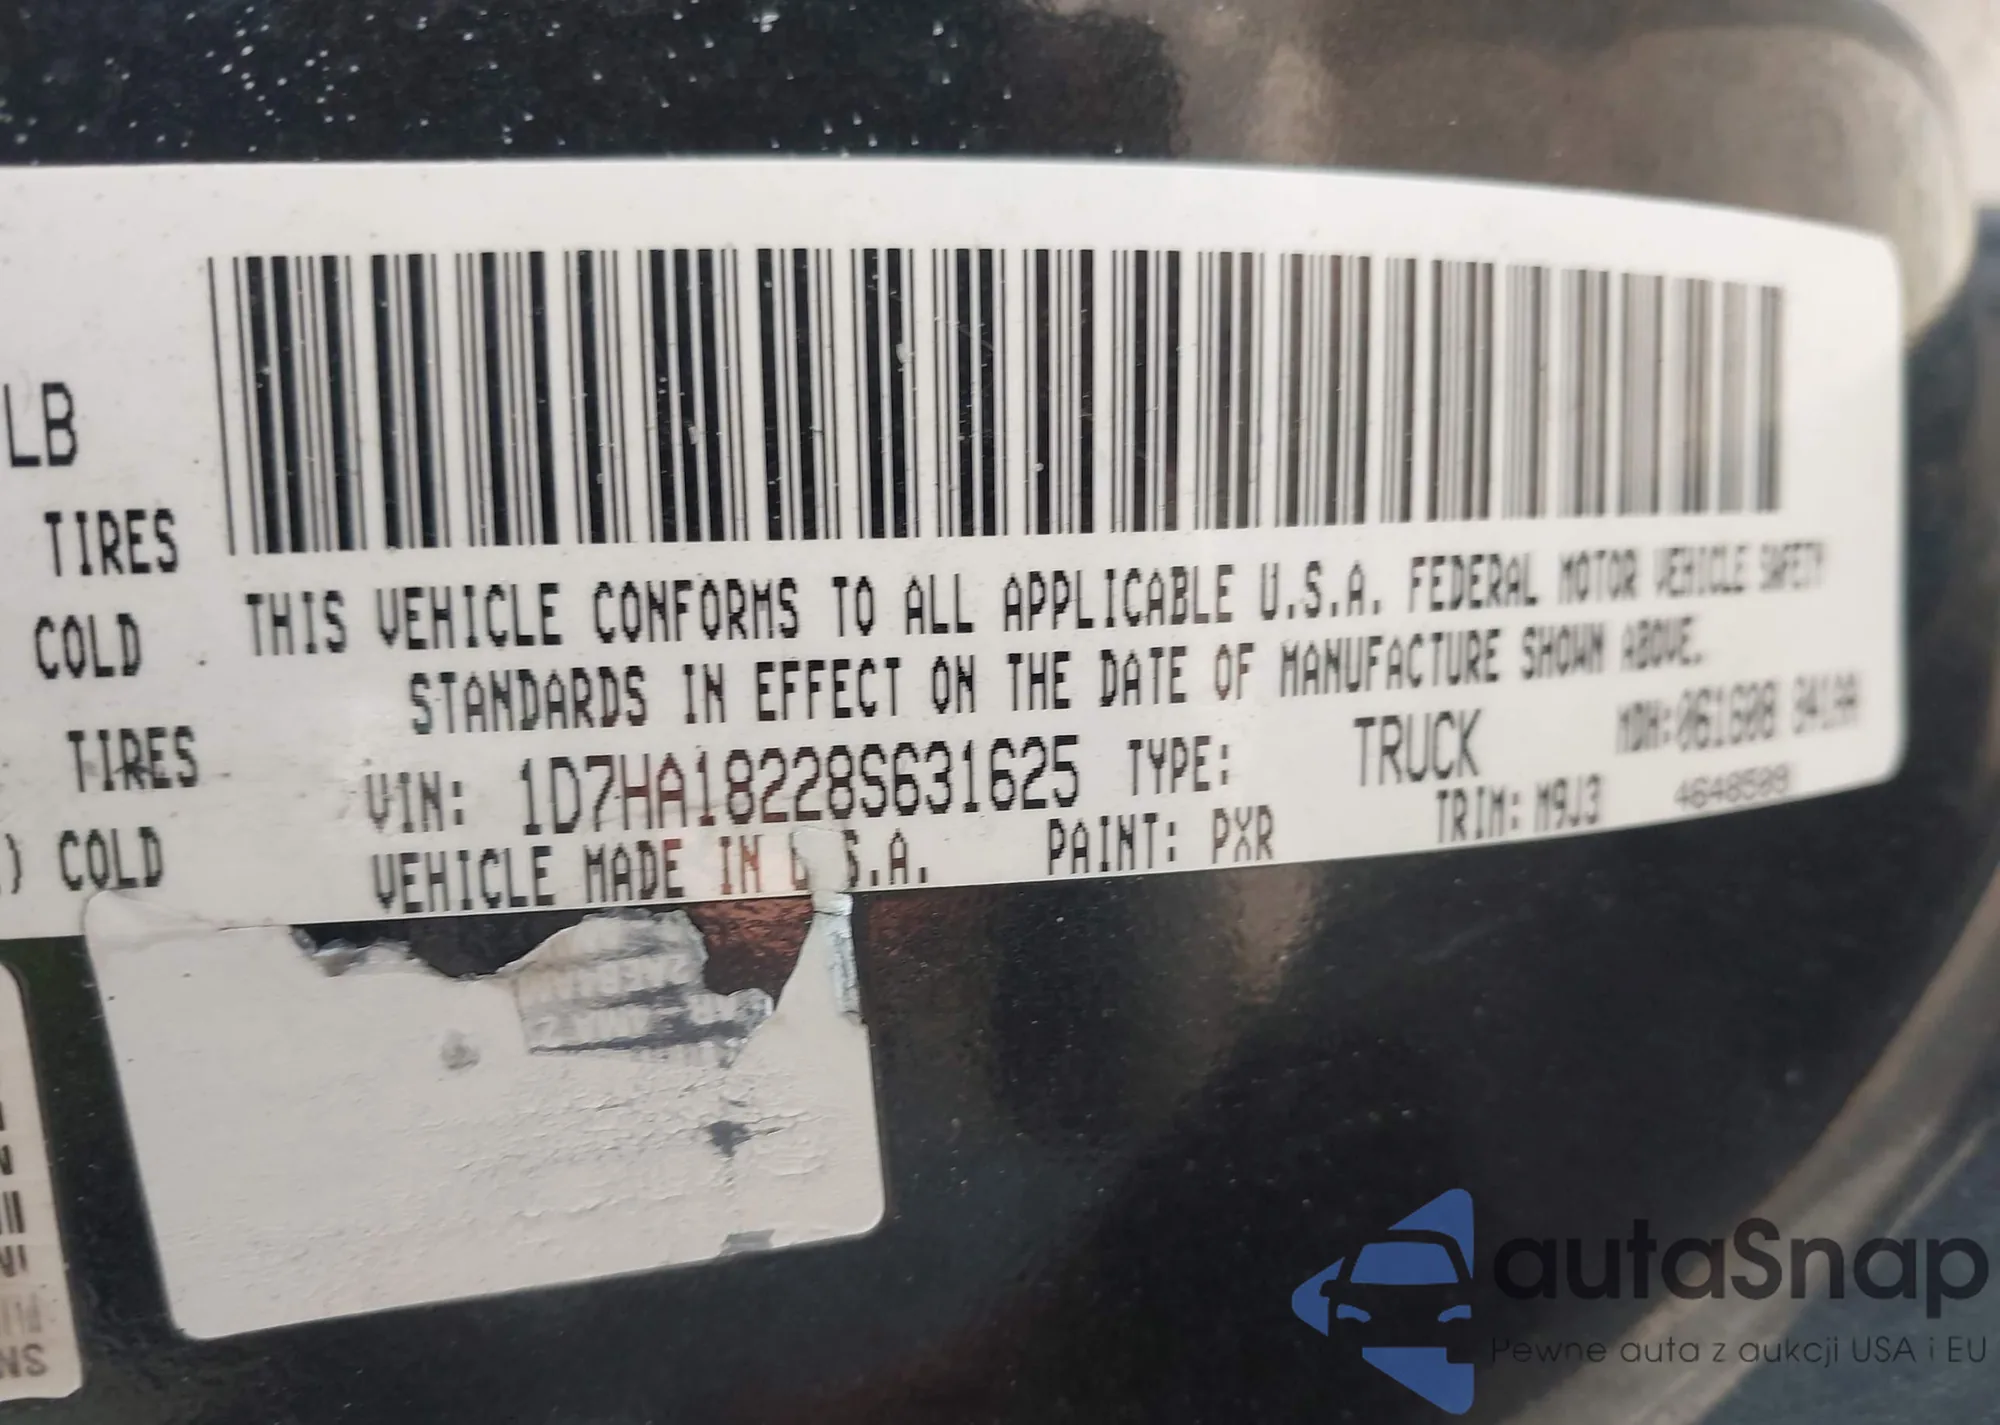 LB
TIRES
COLD
TIRES
) COLD
THIS VEHICLE CONFORMS TO ALL APPLICABLE U.S.A. FEDERAL MOTOR VEHICLE SAFETY
STANDARDS IN EFFECT ON THE DATE OF MANUFACTURE SHOWN ABOVE.
VIN: 1D7HA18228S631625 TYPE: TRUCK MDH:061608
VEHICLE MADE IN U.S.A. PAINT: PXR TRIM: M9J3
autaSnap
Pewne auta z aukcji USA i EU